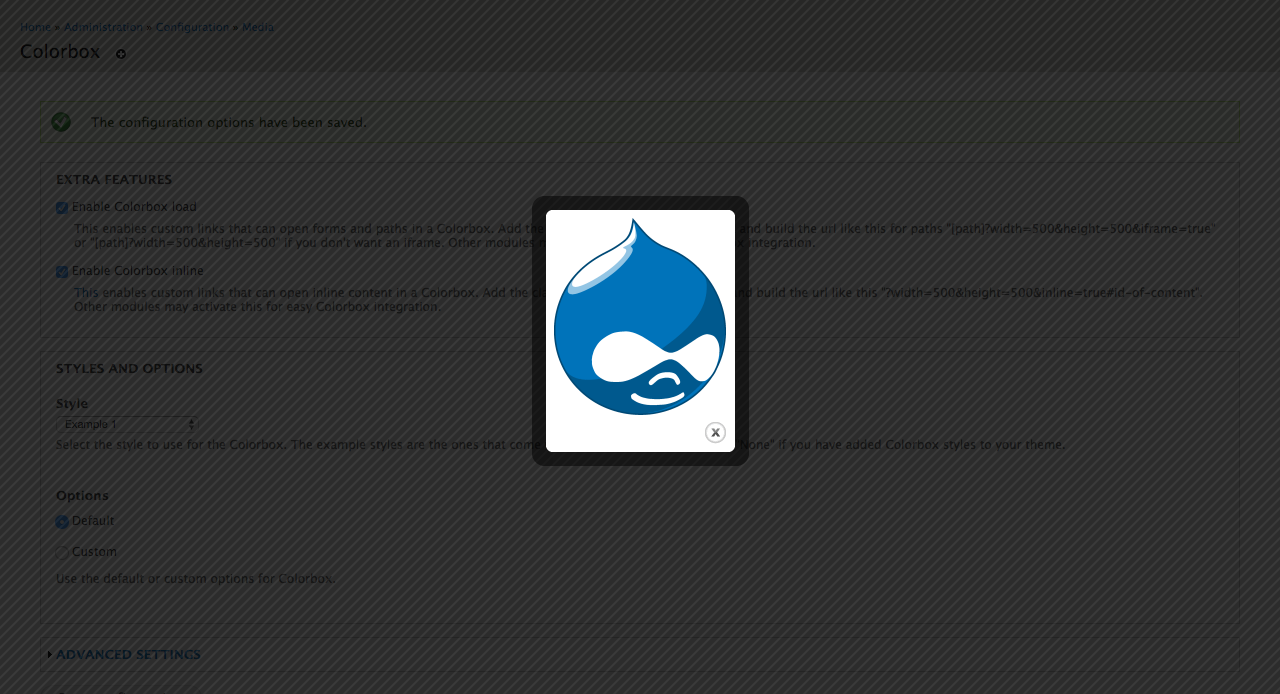 Home » Administration » Configuration » Media
Colorbox
The configuration options have been saved.
EXTRA FEATURES
Enable Colorbox load
This enables custom links that can open forms and paths in a Colorbox. Add the and build the url like this for paths "[path]?width=500&height=500&iframe=true"
or "[path]?width=500&height=500" if you don't want an iframe. Other modules integration.
Enable Colorbox inline
This enables custom links that can open inline content in a Colorbox. Add the and build the url like this "?width=500&height=500&inline=true#id-of-content".
Other modules may activate this for easy Colorbox integration.
STYLES AND OPTIONS
Style
Example 1
Select the style to use for the Colorbox. The example styles are the ones that come "None" if you have added Colorbox styles to your theme.
X
Options
Default
Custom
Use the default or custom options for Colorbox.
ADVANCED SETTINGS